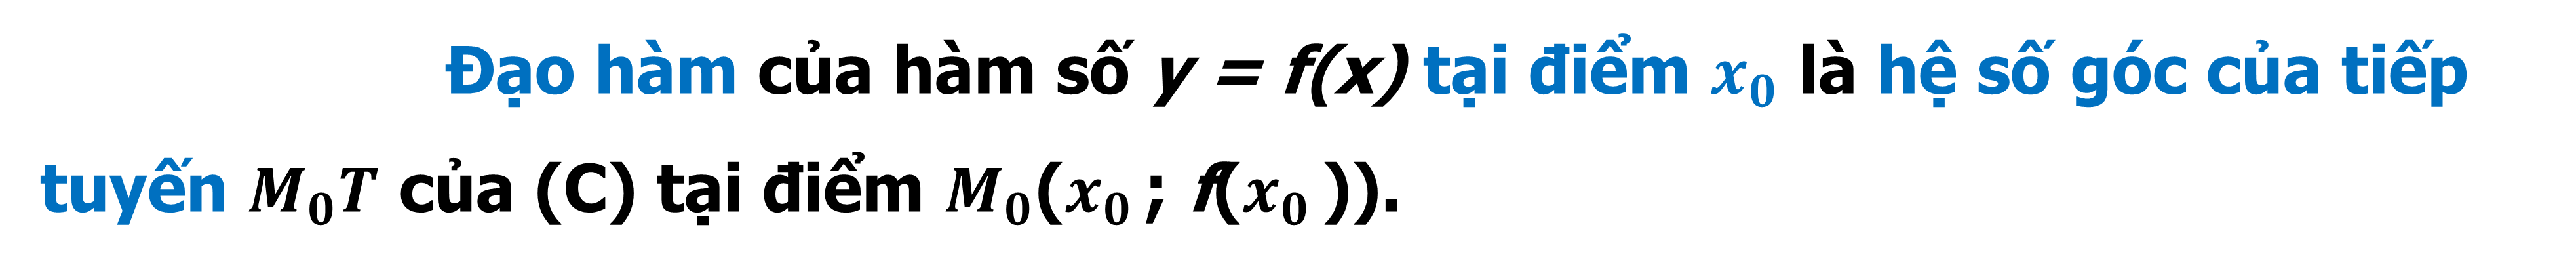 Đạo hàm của hàm số y = f(x) tại điểm x₀ là hệ số góc của tiếp
tuyến M₀T của (C) tại điểm M₀(x₀ ; f(x₀ )).